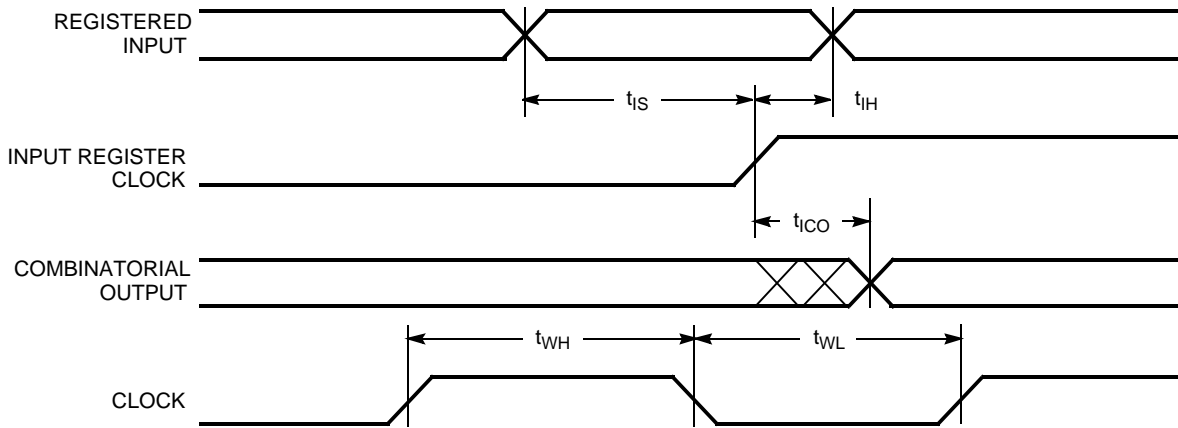 REGISTERED
INPUT
tIS
tIH
INPUT REGISTER
CLOCK
tICO
COMBINATORIAL
OUTPUT
tWH
tWL
CLOCK